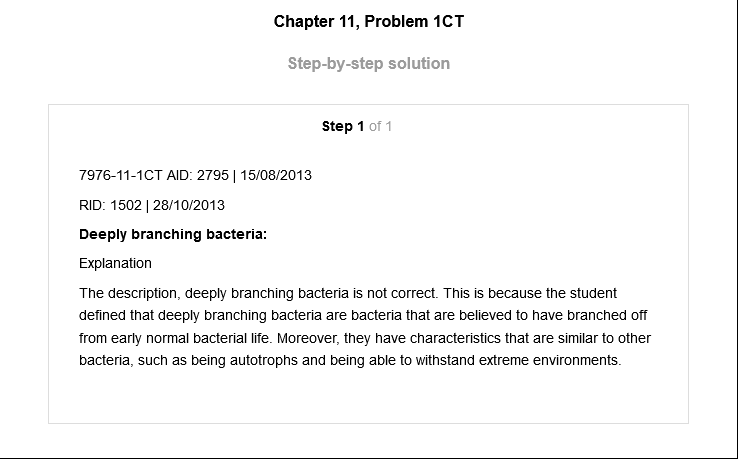 Chapter 11, Problem 1CT
Step-by-step solution
Step 1 of 1
7976-11-1CT AID: 2795 | 15/08/2013
RID: 1502 | 28/10/2013
Deeply branching bacteria:
Explanation
The description, deeply branching bacteria is not correct. This is because the student
defined that deeply branching bacteria are bacteria that are believed to have branched off
from early normal bacterial life. Moreover, they have characteristics that are similar to other
bacteria, such as being autotrophs and being able to withstand extreme environments.